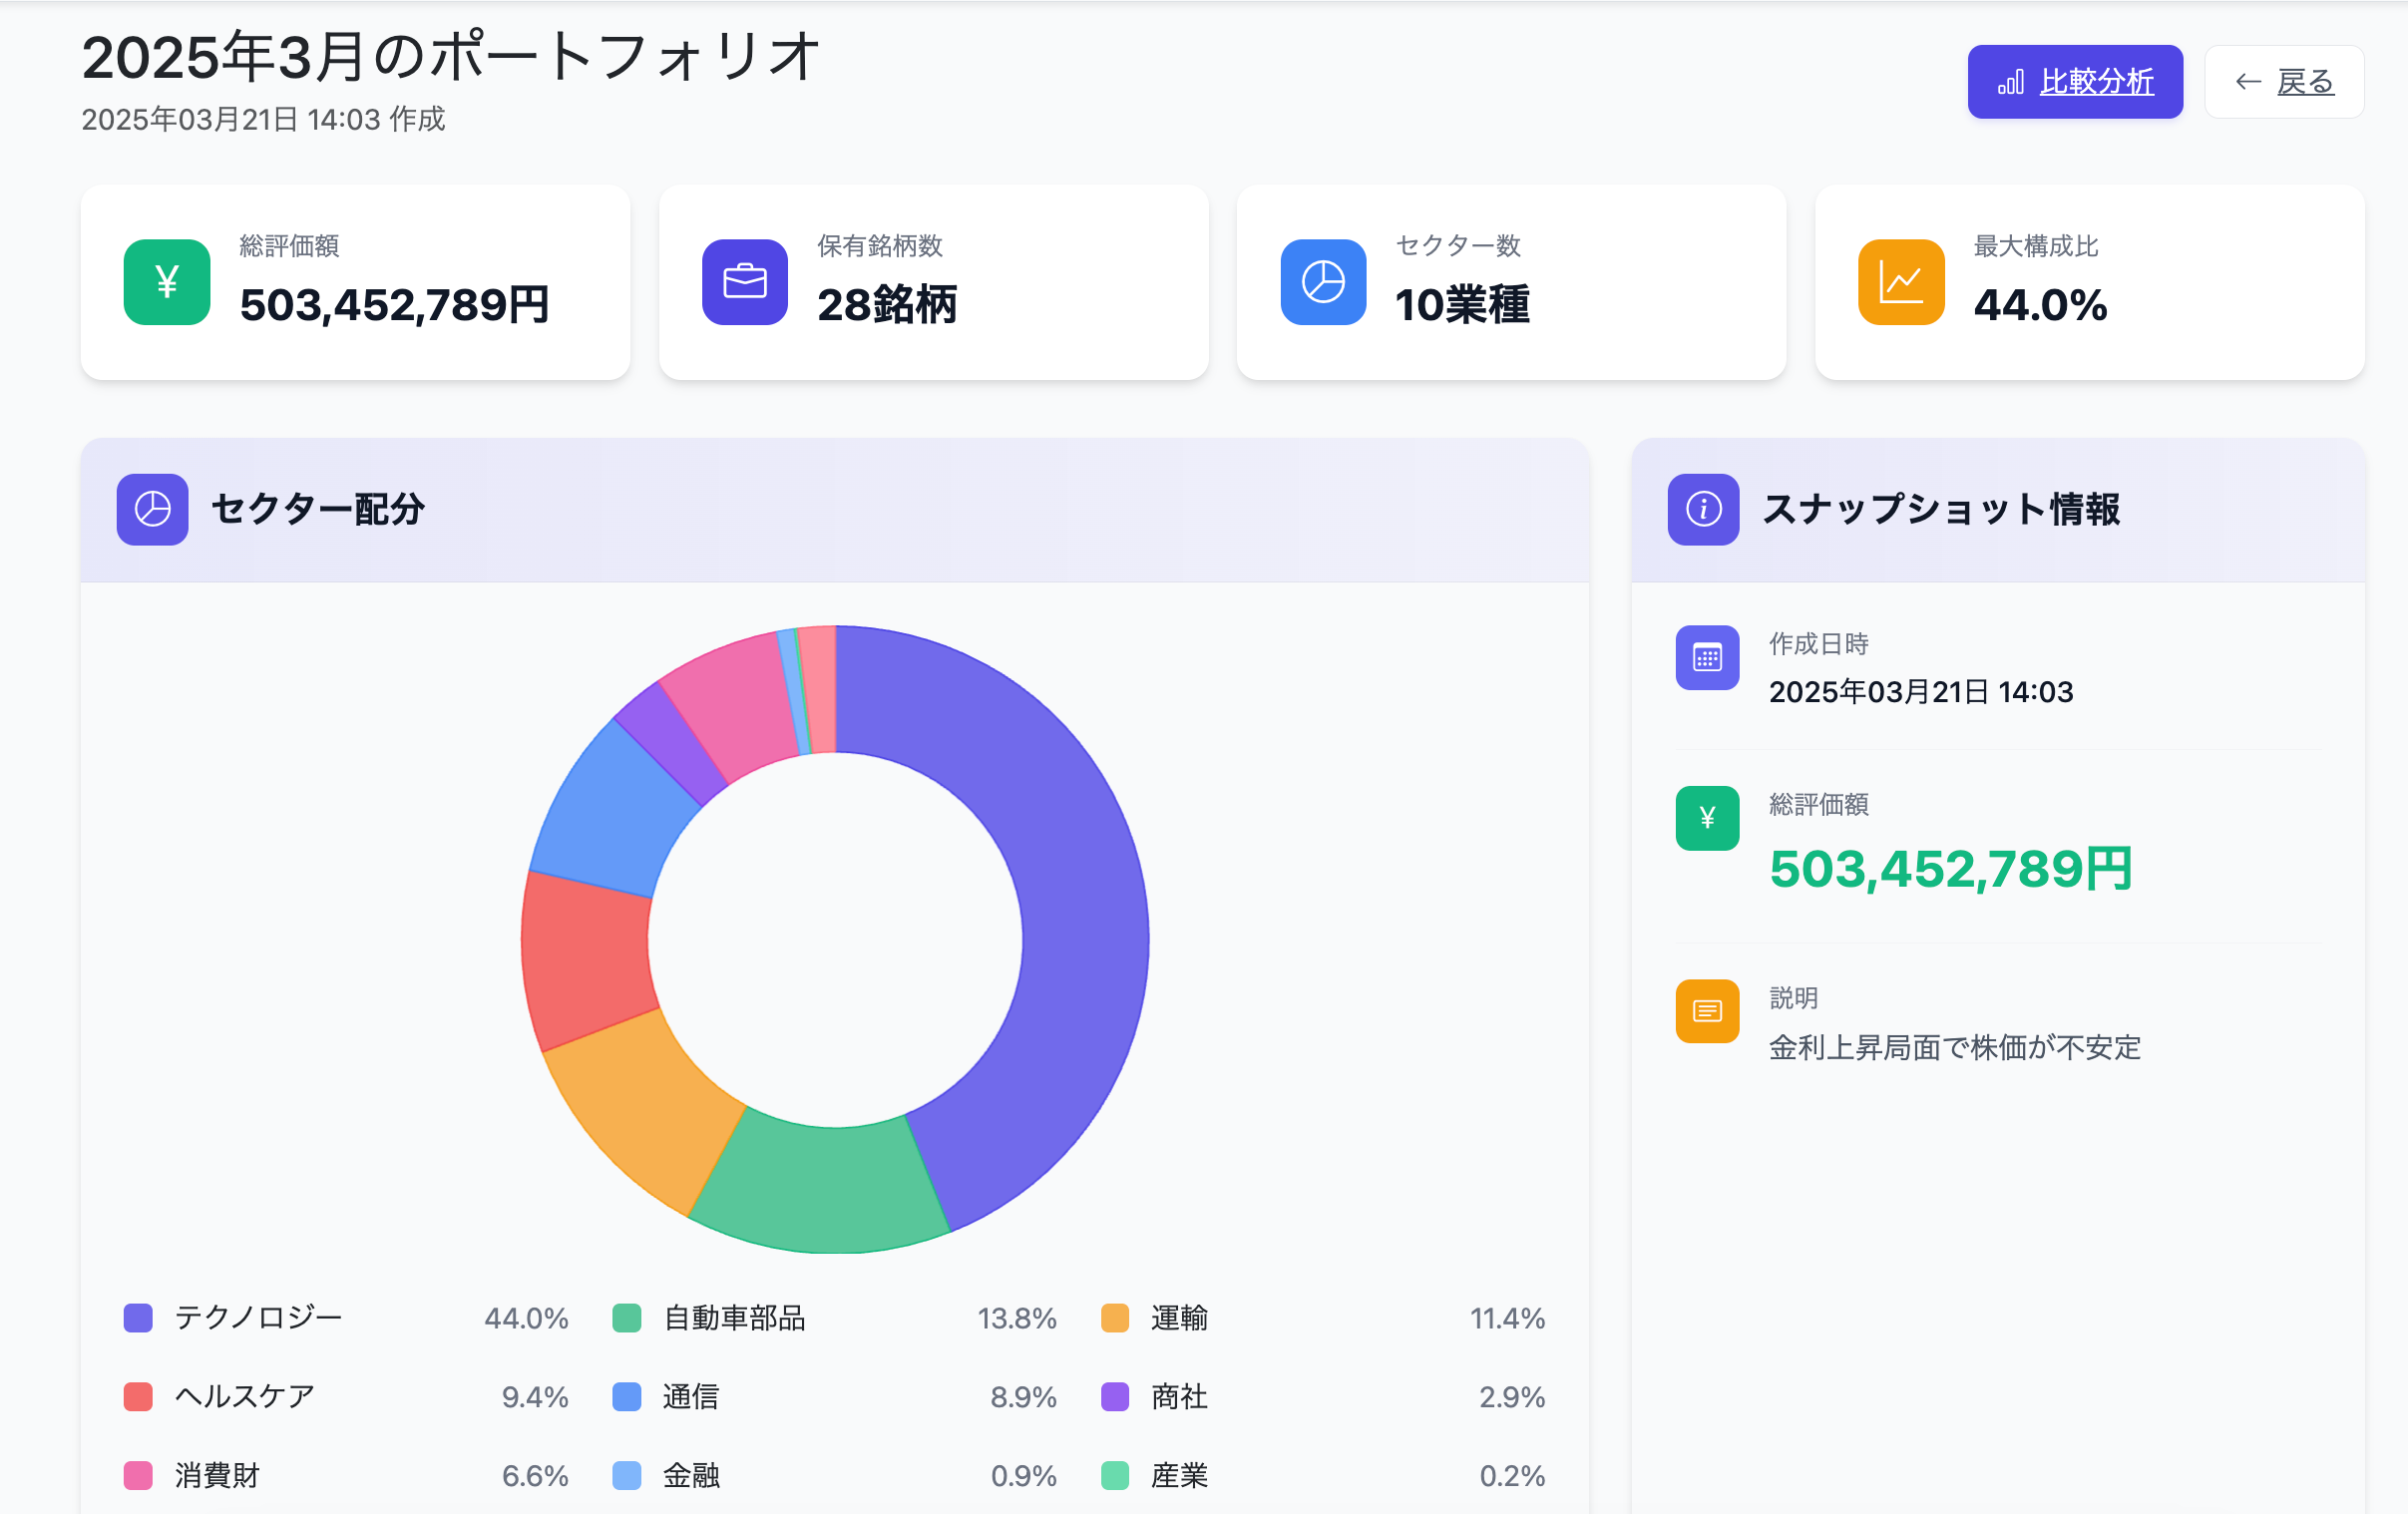 2025年3月のポートフォリオ
2025年03月21日 14:03 作成
比較分析
← 戻る
¥
総評価額
503,452,789円
保有銘柄数
28銘柄
セクター数
10業種
最大構成比
44.0%
セクター配分
テクノロジー 44.0%
自動車部品 13.8%
運輸 11.4%
ヘルスケア 9.4%
通信 8.9%
商社 2.9%
消費財 6.6%
金融 0.9%
産業 0.2%
スナップショット情報
作成日時
2025年03月21日 14:03
¥
総評価額
503,452,789円
説明
金利上昇局面で株価が不安定